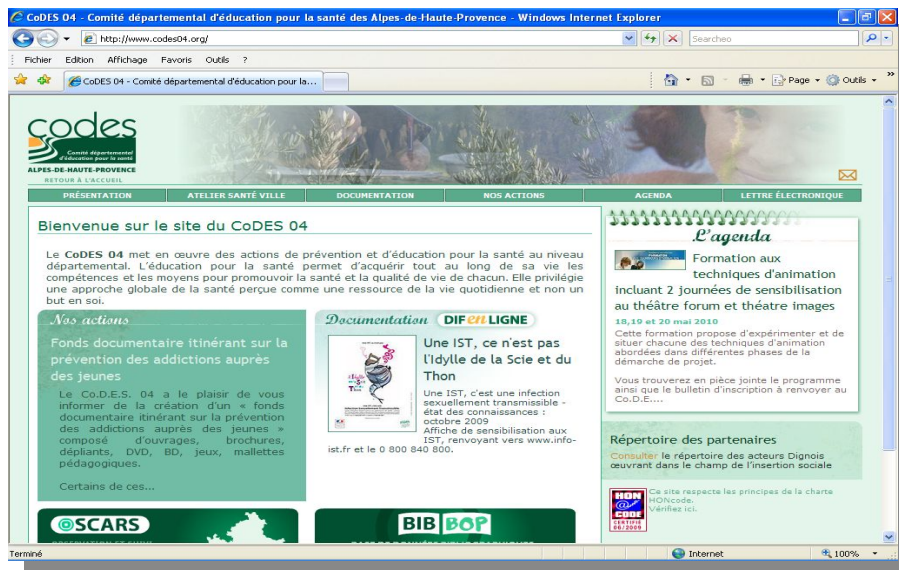 CoDES 04 - Comité départemental d'éducation pour la santé des Alpes-de-Haute-Provence - Windows Internet Explorer
http://www.codes04.org/
Searcheo
Fichier Edition Affichage Favoris Outils ?
CoDES 04 - Comité départemental d'éducation pour la...
Page Outils
codes
Comité départemental
d'éducation pour la santé
ALPES-DE-HAUTE-PROVENCE
RETOUR À L'ACCUEIL
PRÉSENTATION ATELIER SANTÉ VILLE DOCUMENTATION NOS ACTIONS AGENDA LETTRE ÉLECTRONIQUE
Bienvenue sur le site du CoDES 04
Le CoDES 04 met en œuvre des actions de prévention et d'éducation pour la santé au niveau
départemental. L'éducation pour la santé permet d'acquérir tout au long de sa vie les
compétences et les moyens pour promouvoir la santé et la qualité de vie de chacun. Elle privilégie
une approche globale de la santé perçue comme une ressource de la vie quotidienne et non un
but en soi.
Nos actions
Fonds documentaire itinérant sur la
prévention des addictions auprès
des jeunes
Le Co.D.E.S. 04 a le plaisir de vous
informer de la création d'un « fonds
documentaire itinérant sur la prévention
des addictions auprès des jeunes »
composé d'ouvrages, brochures,
dépliants, DVD, BD, jeux, mallettes
pédagogiques.
Certains de ces...
Documentation DIF en LIGNE
Une IST, ce n'est pas
l'Idylle de la Scie et du
Thon
Une IST, c'est une infection
sexuellement transmissible -
état des connaissances :
octobre 2009
Affiche de sensibilisation aux
IST, renvoyant vers www.info-
ist.fr et le 0 800 840 800.
L'agenda
Formation aux
techniques d'animation
incluant 2 journées de sensibilisation
au théâtre forum et théatre images
18,19 et 20 mai 2010
Cette formation propose d'expérimenter et de
situer chacune des techniques d'animation
abordées dans différentes phases de la
démarche de projet.
Vous trouverez en pièce jointe le programme
ainsi que le bulletin d'inscription à renvoyer au
Co.D.E....
Répertoire des partenaires
Consulter le répertoire des acteurs Dignois
œuvrant dans le champ de l'insertion sociale
HON
@
CODE
CERTIFIÉ
06/2009
Ce site respecte les principes de la charte
HONcode.
Vérifiez ici.
@SCARS
BIB BOP
Terminé Internet 100%